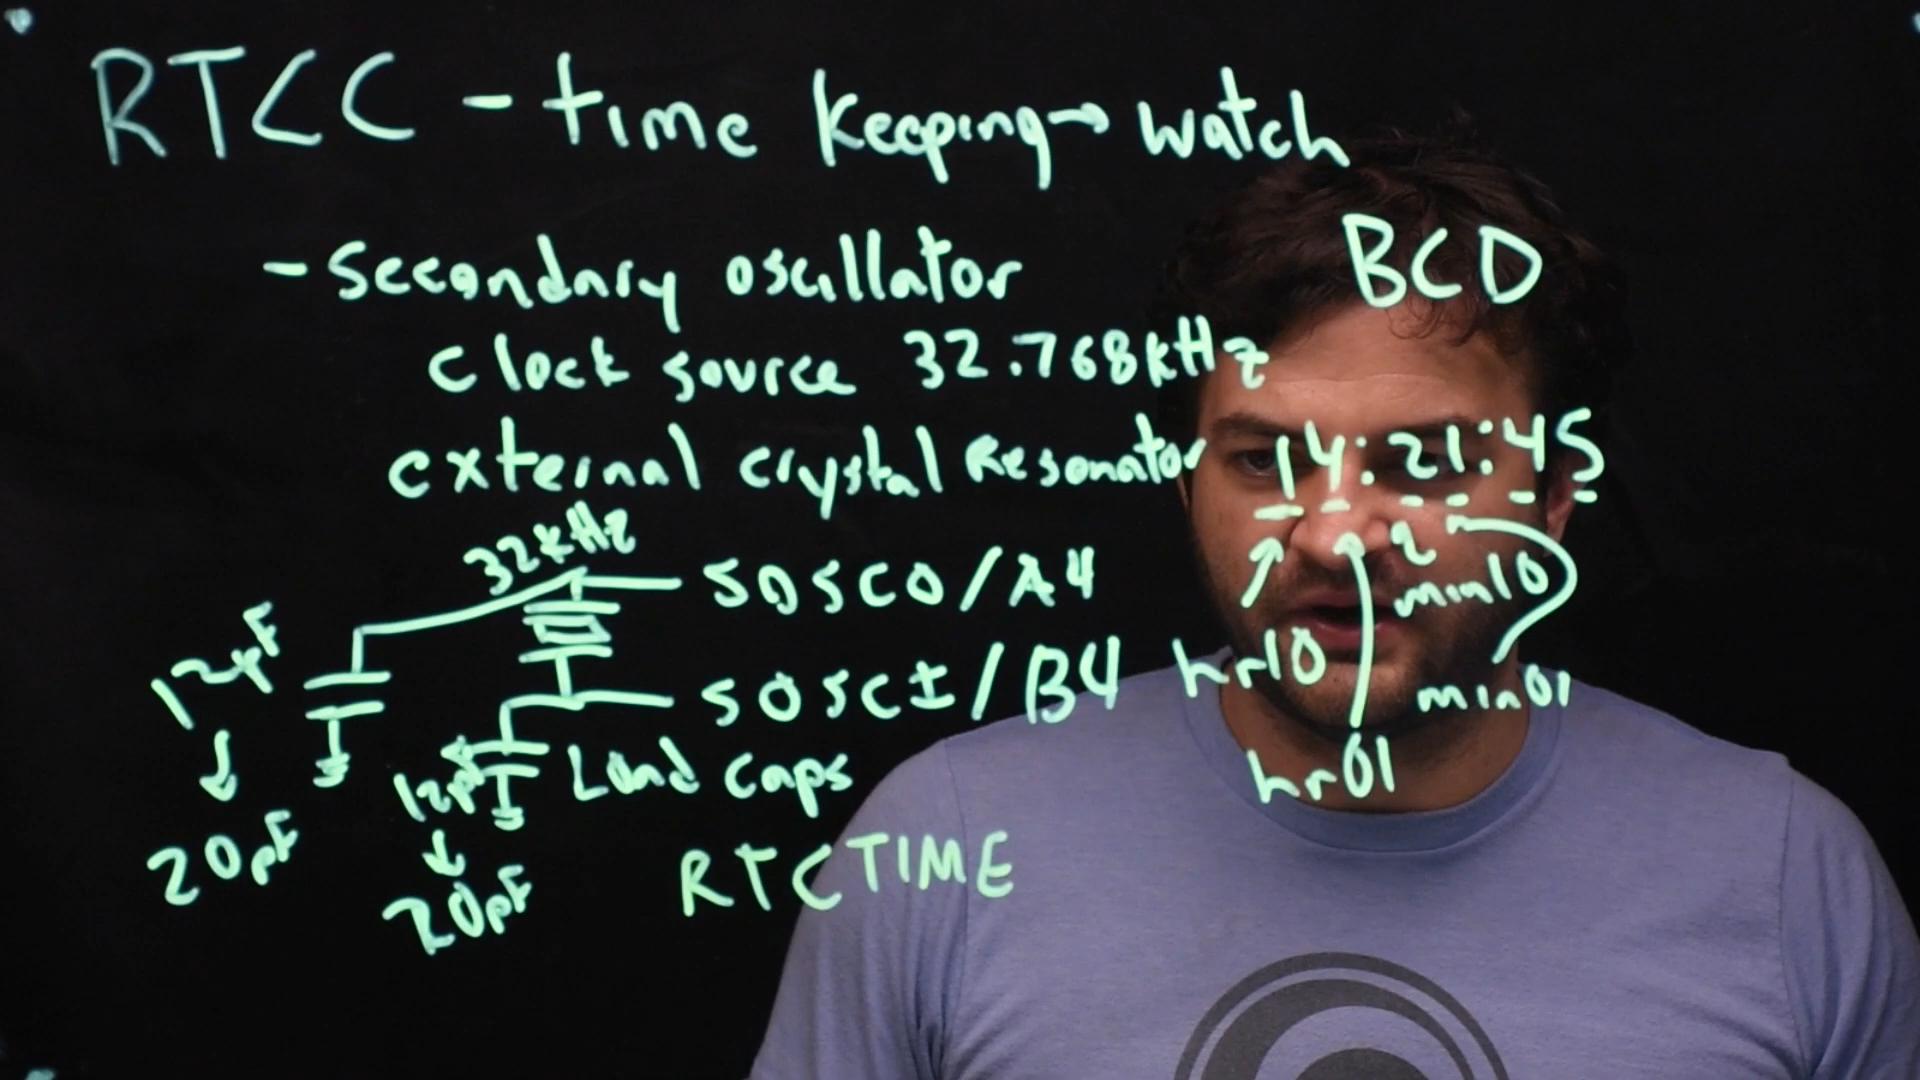 RTCC - time keeping → watch
BCD
- Secondary oscillator
clock source 32.768kHz
external crystal Resonator
14:21:45
32kHz
SOSCO/A4
2
min10
12pF
hr10
SOSCI/B4
min01
12pF
Load caps
hr01
20pF
20pF
RTCTIME